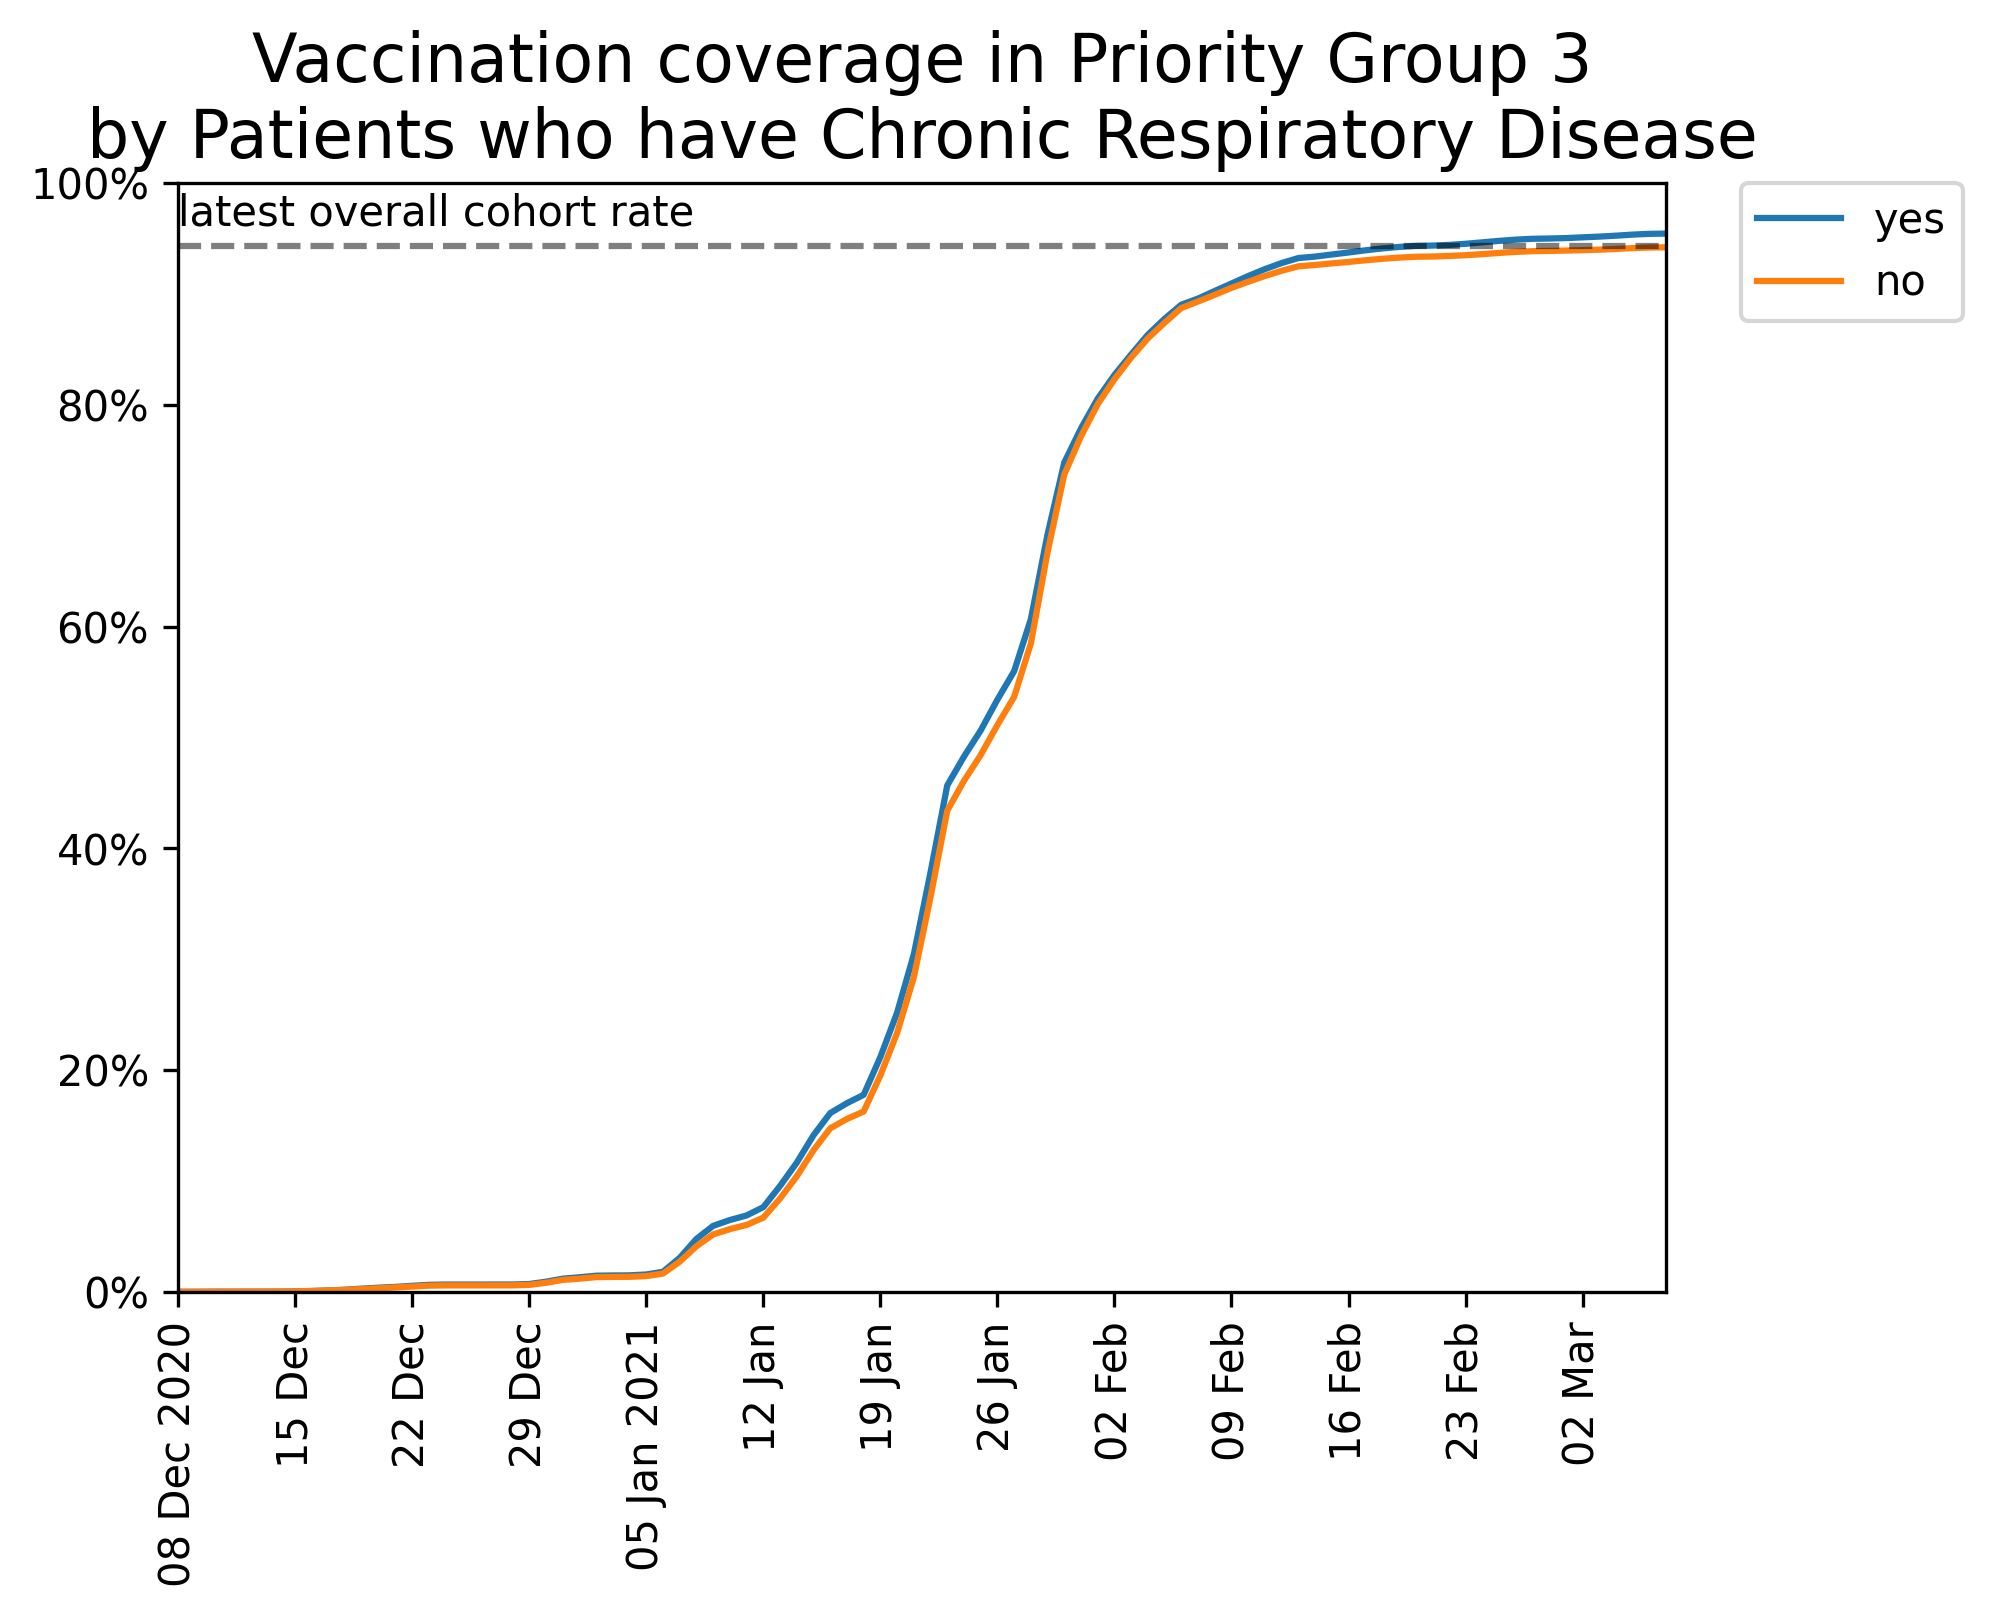 Vaccination coverage in Priority Group 3
by Patients who have Chronic Respiratory Disease
100%
latest overall cohort rate
yes
no
80%
60%
40%
20%
0%
08 Dec 2020
15 Dec
22 Dec
29 Dec
05 Jan 2021
12 Jan
19 Jan
26 Jan
02 Feb
09 Feb
16 Feb
23 Feb
02 Mar